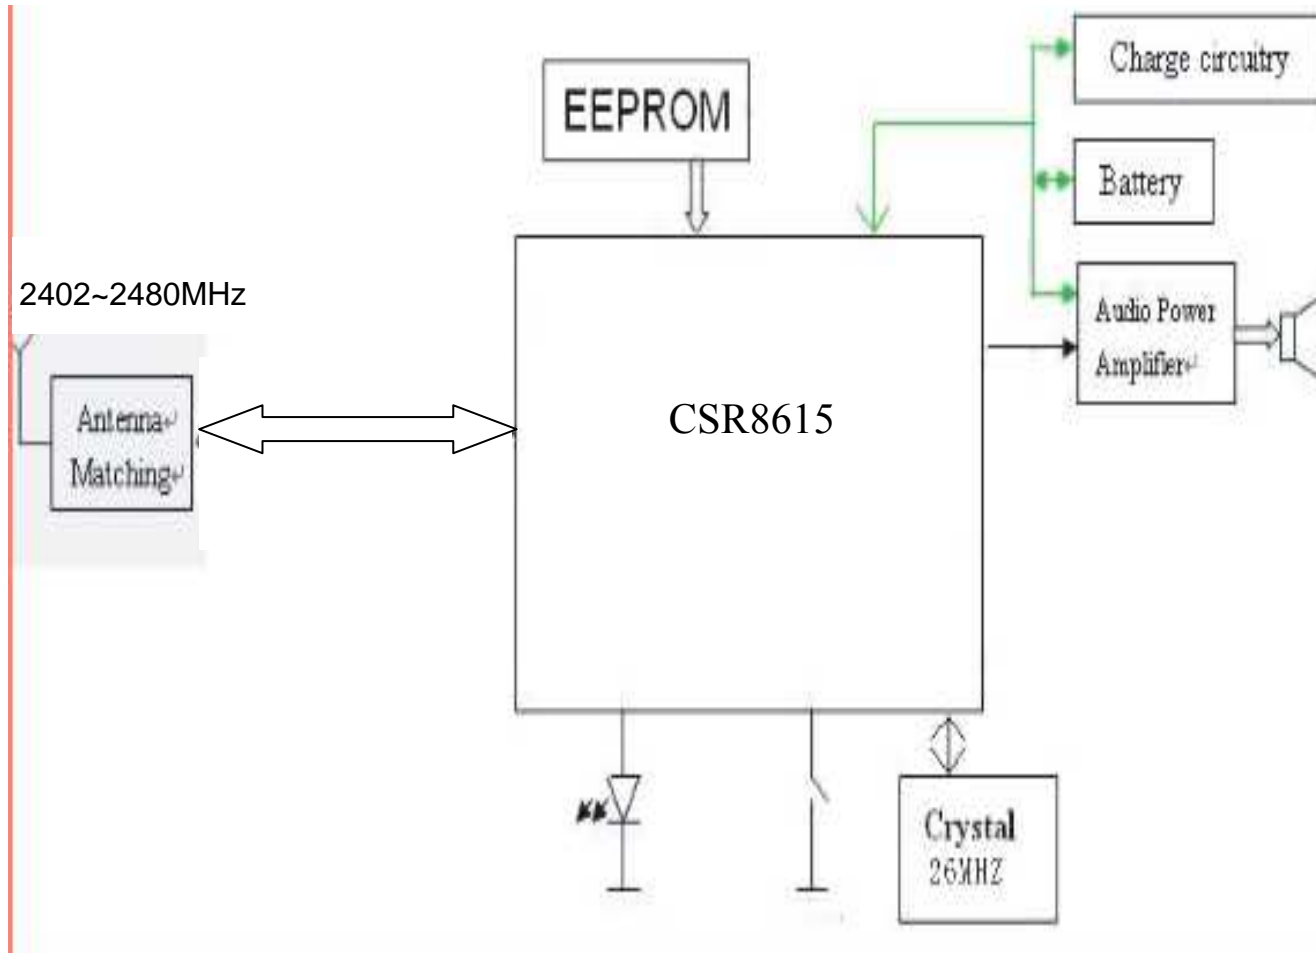 Charge circuitry
EEPROM
Battery
2402~2480MHz
Audio Power
Amplifier↵
Antenna↵
Matching↵
CSR8615
Crystal
26MHZ